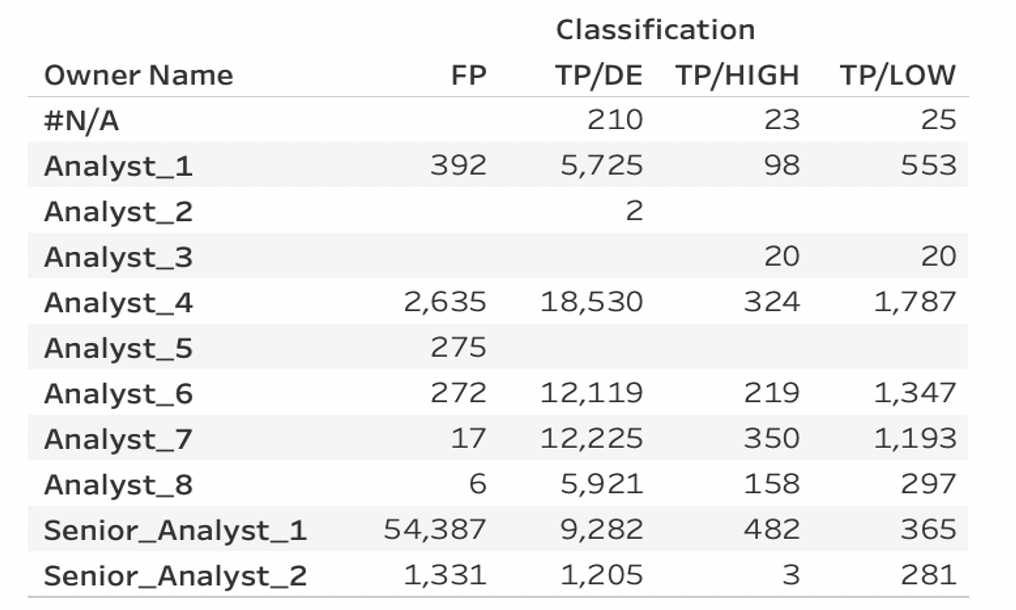 Classification
Owner Name FP TP/DE TP/HIGH TP/LOW
#N/A 210 23 25
Analyst_1 392 5,725 98 553
Analyst_2 2
Analyst_3 20 20
Analyst_4 2,635 18,530 324 1,787
Analyst_5 275
Analyst_6 272 12,119 219 1,347
Analyst_7 17 12,225 350 1,193
Analyst_8 6 5,921 158 297
Senior_Analyst_1 54,387 9,282 482 365
Senior_Analyst_2 1,331 1,205 3 281